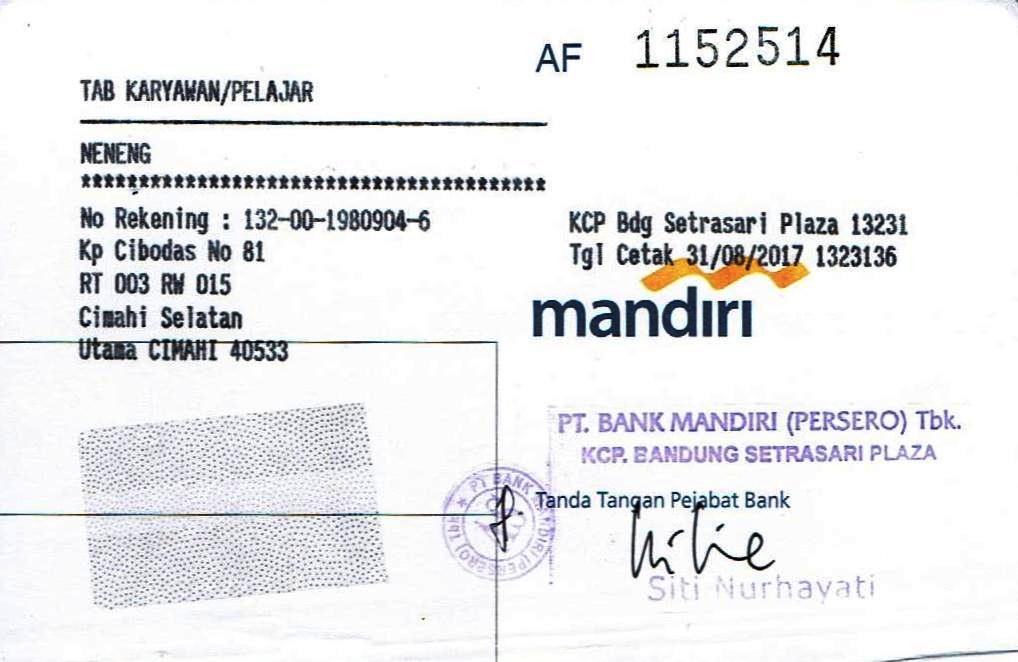 AF 1152514
TAB KARYAWAN/PELAJAR
NENENG
****************************************
No Rekening : 132-00-1980904-6
Kp Cibodas No 81
RT 003 RW 015
Cimahi Selatan
Utama CIMAHI 40533
KCP Bdg Setrasari Plaza 13231
Tgl Cetak 31/08/2017 1323136
mandiri
PT. BANK MANDIRI (PERSERO) Tbk.
KCP. BANDUNG SETRASARI PLAZA
PT BANK MANDIRI (PERSERO) Tbk
Tanda Tangan Pejabat Bank
Siti Nurhayati